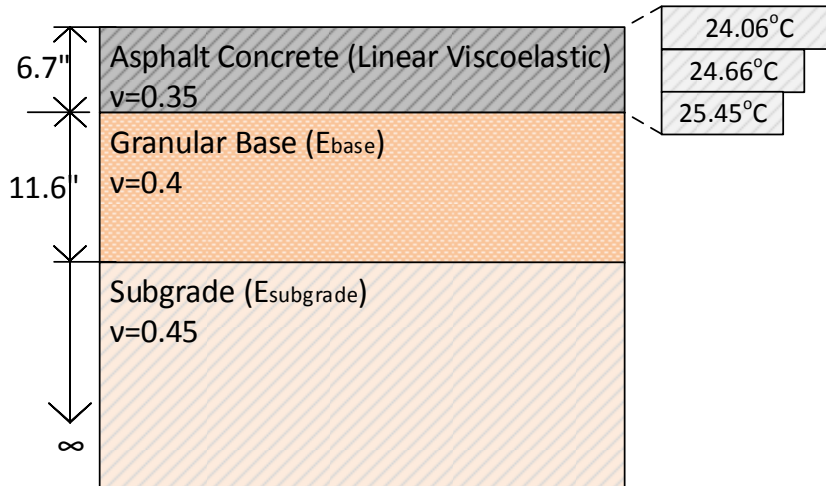 6.7"
Asphalt Concrete (Linear Viscoelastic)
ν=0.35
24.06°C
24.66°C
25.45°C
11.6"
Granular Base (Ebase)
ν=0.4
Subgrade (Esubgrade)
ν=0.45
∞